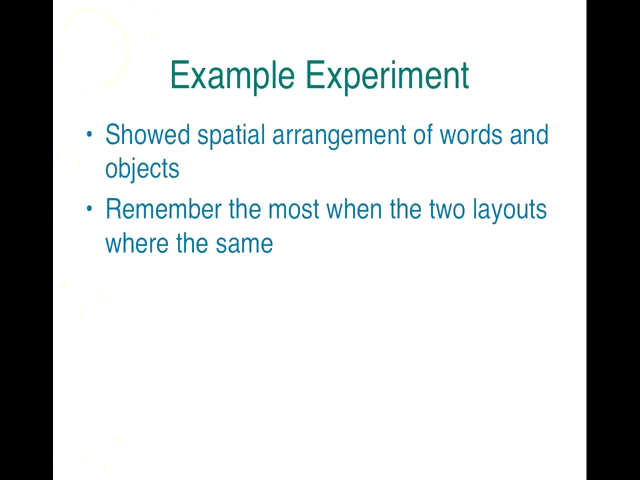 Example Experiment
• Showed spatial arrangement of words and
objects
• Remember the most when the two layouts
where the same